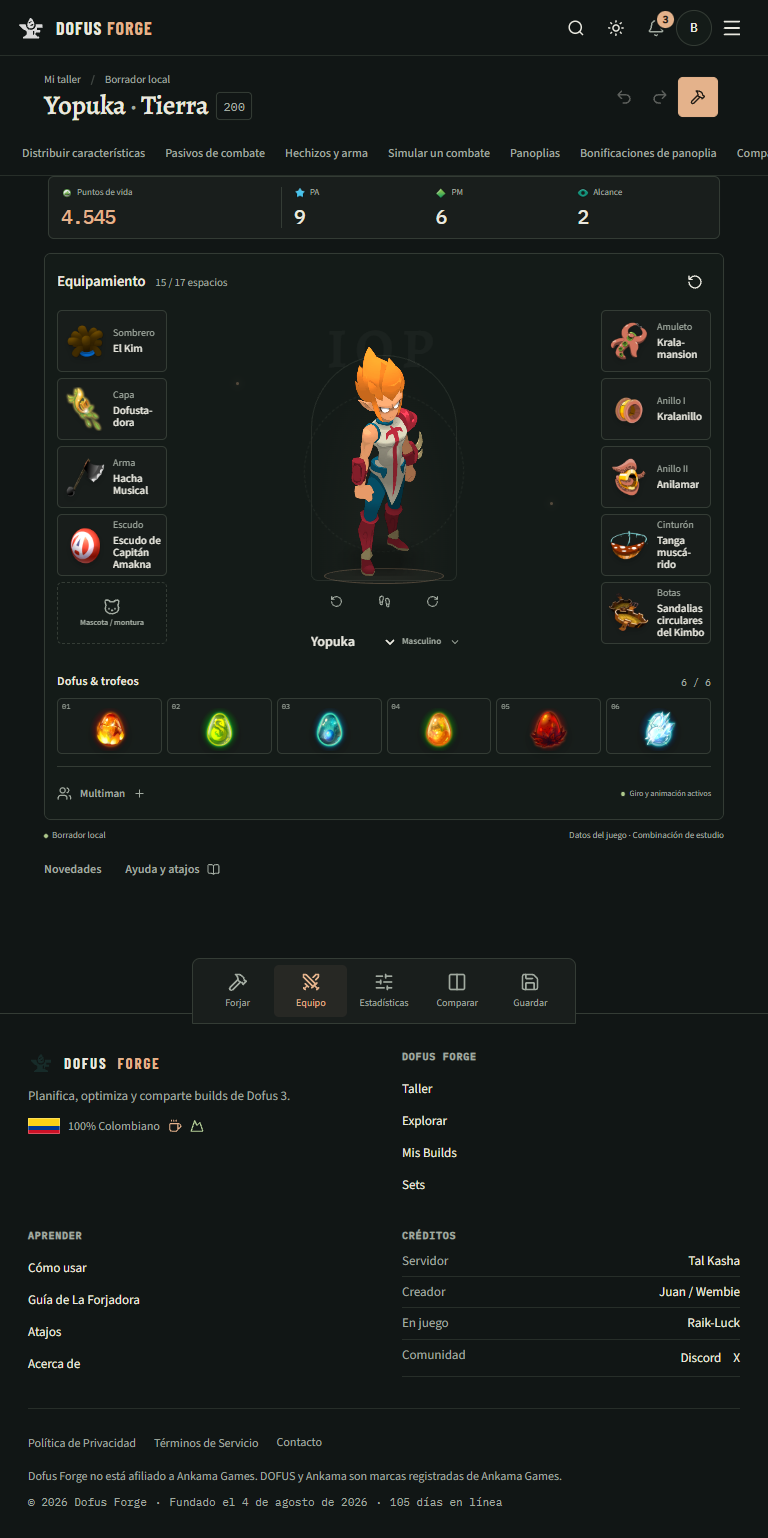 DOFUS FORGE
3
B
Mi taller / Borrador local
Yopuka · Tierra 200
Distribuir características Pasivos de combate Hechizos y arma Simular un combate Panoplias Bonificaciones de panoplia
Puntos de vida PA PM Alcance
4.545 9 6 2
Equipamiento 15 / 17 espacios
IOP
Sombrero
El Kim
Capa
Dofusta-
dora
Arma
Hacha
Musical
Escudo
Escudo de
Capitán
Amakna
Mascota / montura
Amuleto
Krala-
mansion
Anillo I
Kralanillo
Anillo II
Anilamar
Cinturón
Tanga
muscá-
rido
Botas
Sandalias
circulares
del Kimbo
Yopuka Masculino
Dofus & trofeos 6 / 6
01 02 03 04 05 06
Multiman Giro y animación activos
Borrador local Datos del juego · Combinación de estudio
Novedades Ayuda y atajos
Forjar Equipo Estadísticas Comparar Guardar
DOFUS FORGE
Planifica, optimiza y comparte builds de Dofus 3.
100% Colombiano
DOFUS FORGE
Taller
Explorar
Mis Builds
Sets
APRENDER
Cómo usar
Guía de La Forjadora
Atajos
Acerca de
CRÉDITOS
Servidor Tal Kasha
Creador Juan / Wembie
En juego Raik-Luck
Comunidad Discord X
Política de Privacidad Términos de Servicio Contacto
Dofus Forge no está afiliado a Ankama Games. DOFUS y Ankama son marcas registradas de Ankama Games.
© 2026 Dofus Forge · Fundado el 4 de agosto de 2026 · 105 días en línea